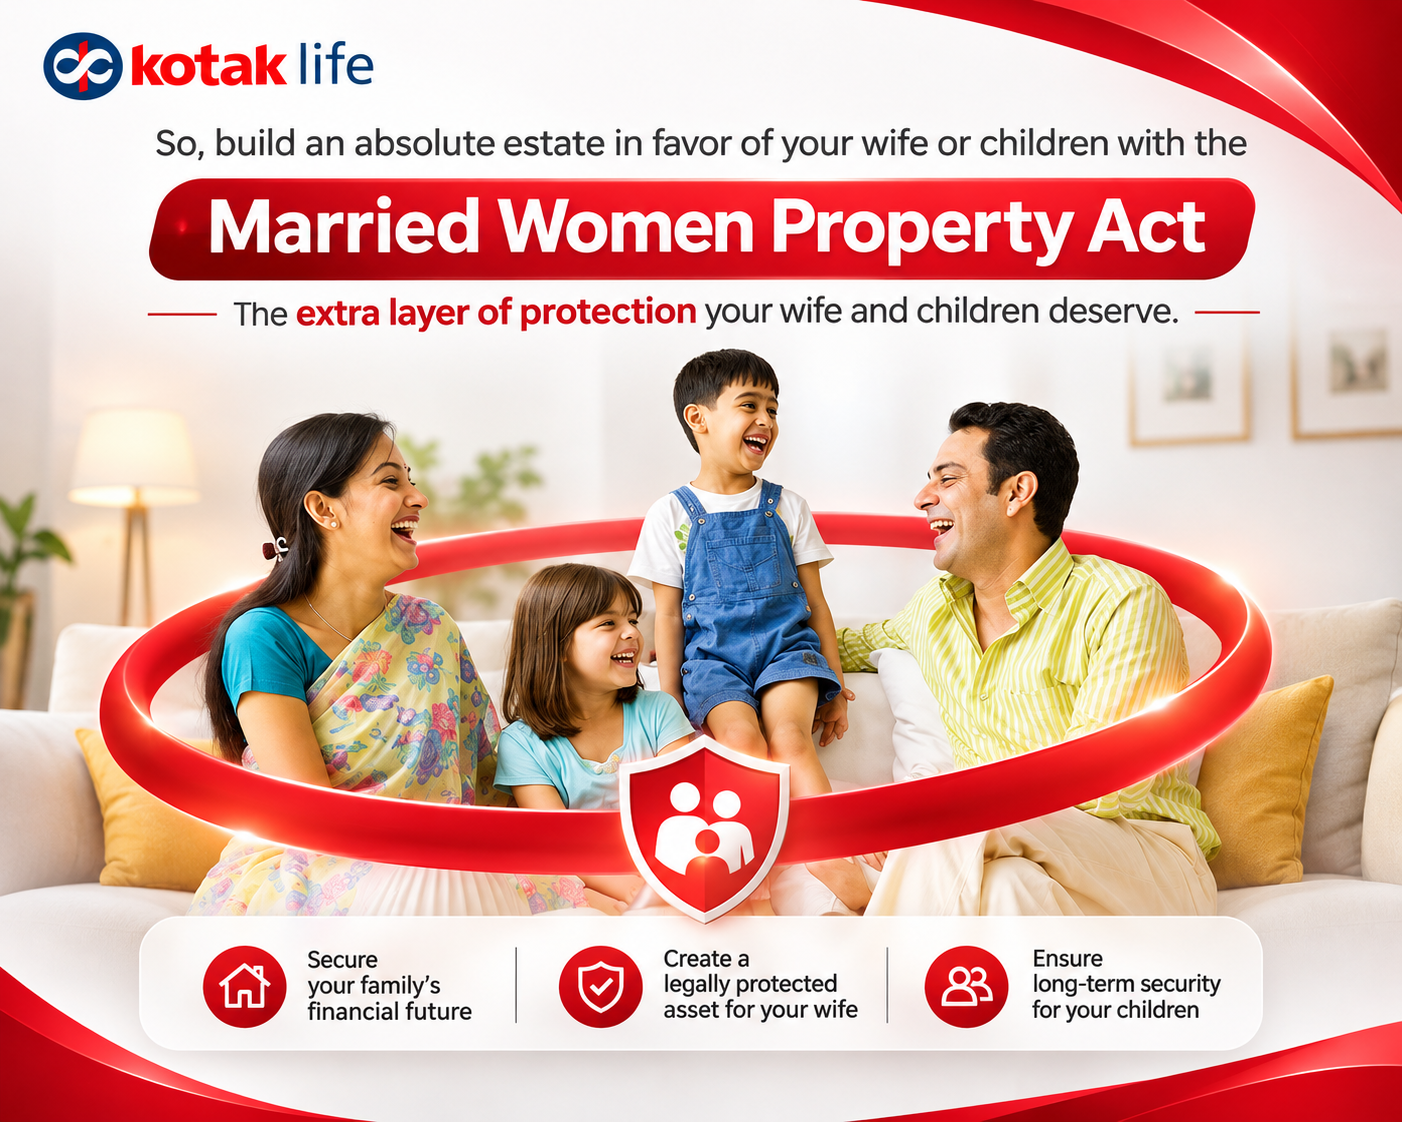 kotak life
So, build an absolute estate in favor of your wife or children with the
Married Women Property Act
The extra layer of protection your wife and children deserve.
Secure
your family's
financial future
Create a
legally protected
asset for your wife
Ensure
long-term security
for your children